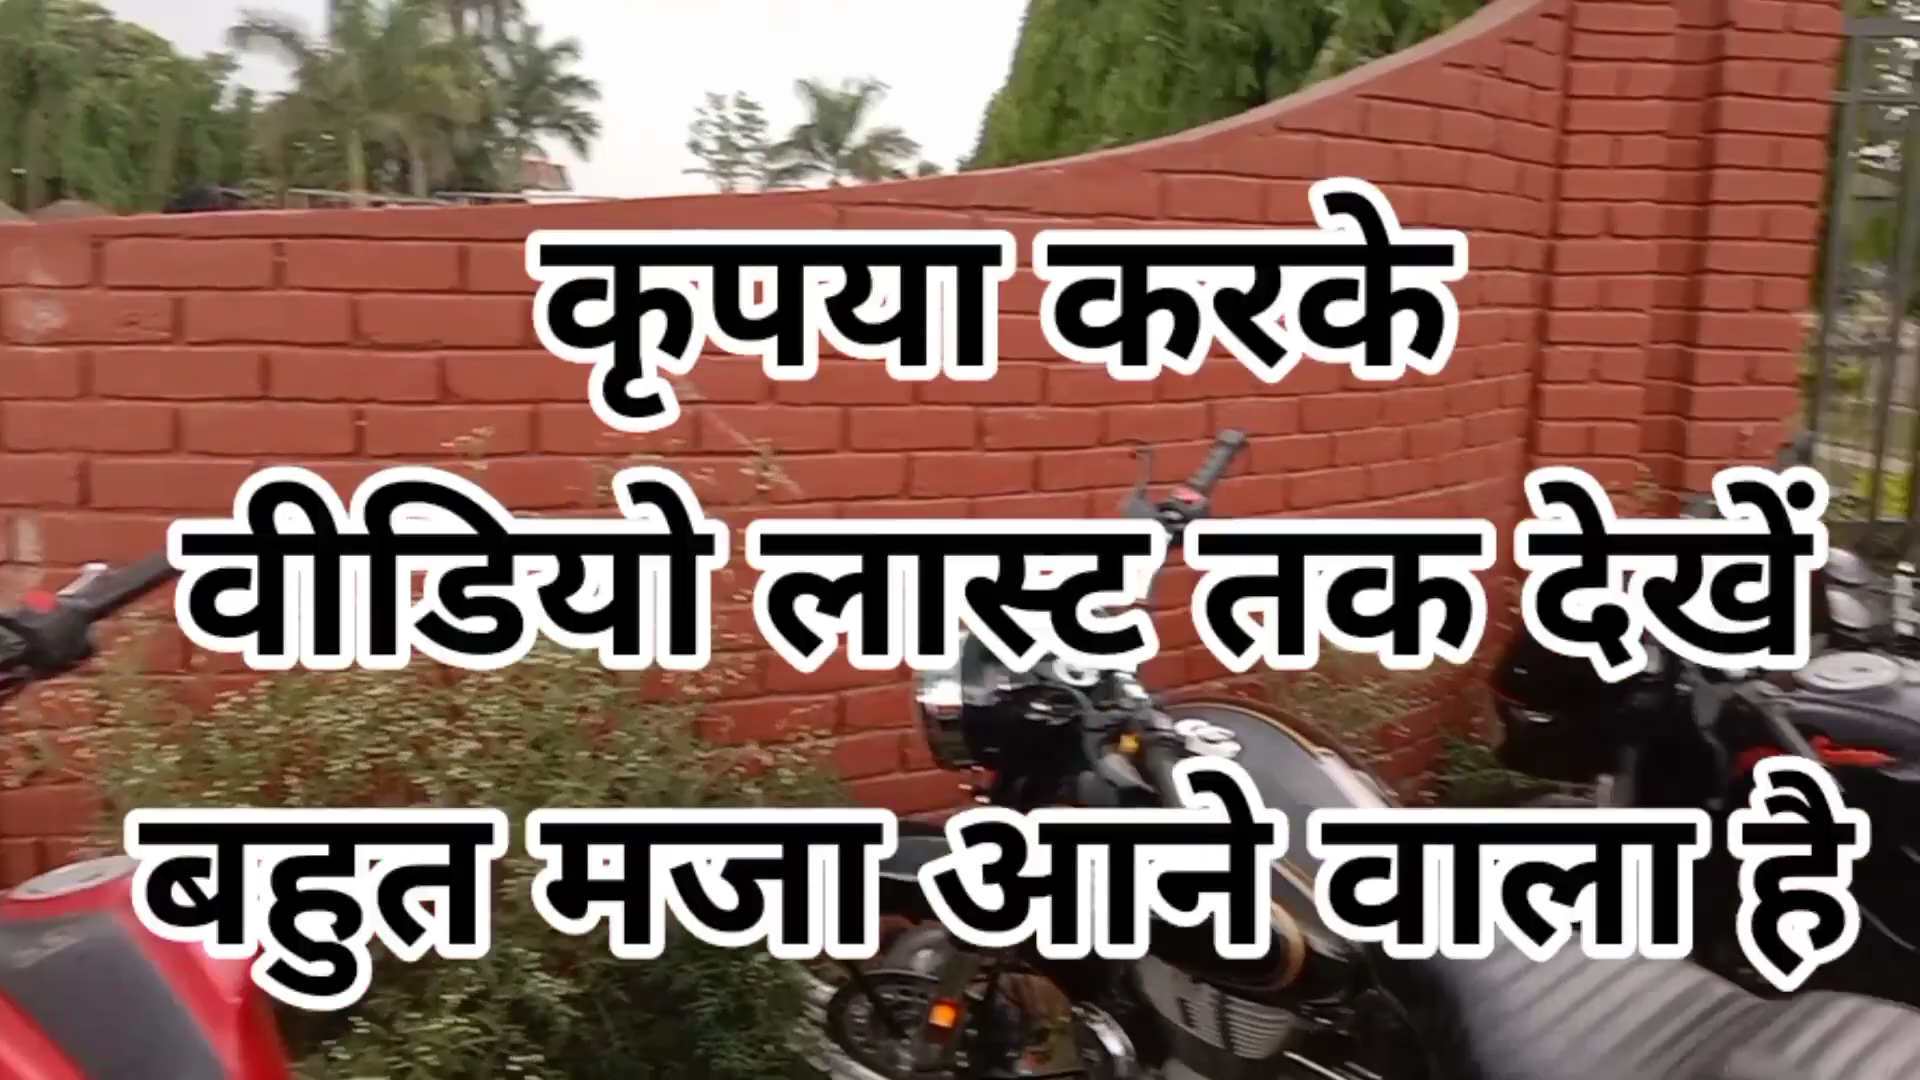 कृपया करके
वीडियो लास्ट तक देखें
बहुत मजा आने वाला है